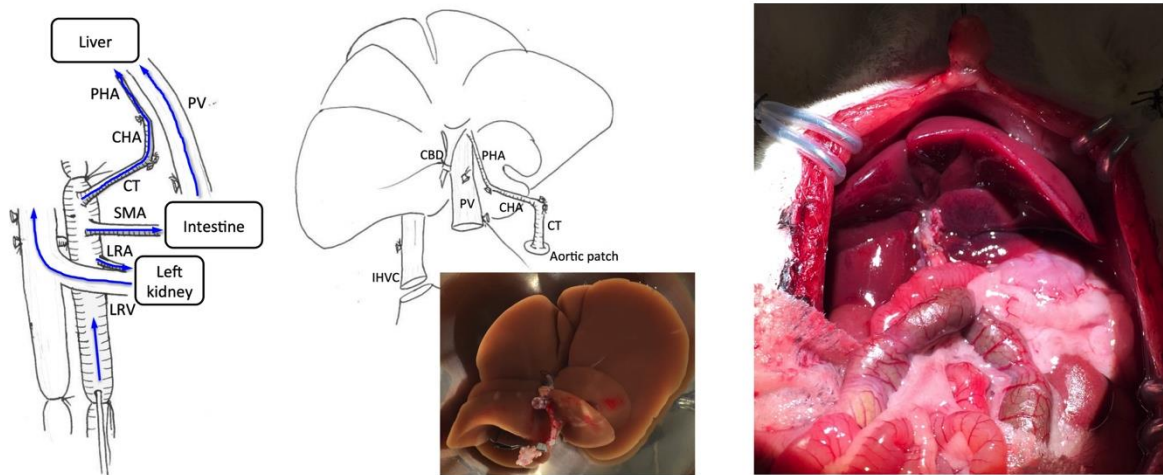 Liver
PHA
PV
CHA
CT
SMA
Intestine
LRA
Left
kidney
LRV
CBD
PHA
PV
CHA
CT
Aortic patch
IHVC